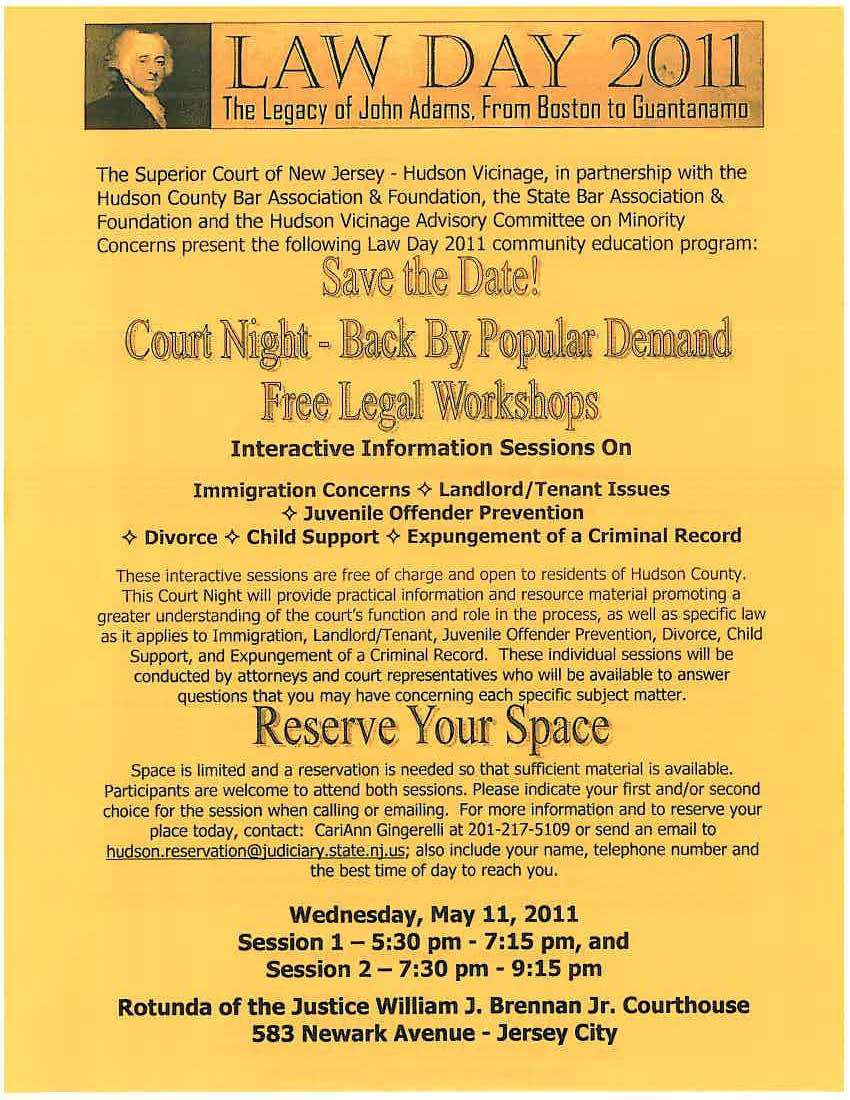 LAW DAY 2011
The Legacy of John Adams, From Boston to Guantanamo
The Superior Court of New Jersey - Hudson Vicinage, in partnership with the
Hudson County Bar Association & Foundation, the State Bar Association &
Foundation and the Hudson Vicinage Advisory Committee on Minority
Concerns present the following Law Day 2011 community education program:
Save the Date!
Court Night - Back By Popular Demand
Free Legal Workshops
Interactive Information Sessions On
Immigration Concerns ✧ Landlord/Tenant Issues
✧ Juvenile Offender Prevention
✧ Divorce ✧ Child Support ✧ Expungement of a Criminal Record
These interactive sessions are free of charge and open to residents of Hudson County.
This Court Night will provide practical information and resource material promoting a
greater understanding of the court's function and role in the process, as well as specific law
as it applies to Immigration, Landlord/Tenant, Juvenile Offender Prevention, Divorce, Child
Support, and Expungement of a Criminal Record. These individual sessions will be
conducted by attorneys and court representatives who will be available to answer
questions that you may have concerning each specific subject matter.
Reserve Your Space
Space is limited and a reservation is needed so that sufficient material is available.
Participants are welcome to attend both sessions. Please indicate your first and/or second
choice for the session when calling or emailing. For more information and to reserve your
place today, contact: CariAnn Gingerelli at 201-217-5109 or send an email to
hudson.reservation@judiciary.state.nj.us; also include your name, telephone number and
the best time of day to reach you.
Wednesday, May 11, 2011
Session 1 – 5:30 pm - 7:15 pm, and
Session 2 – 7:30 pm - 9:15 pm
Rotunda of the Justice William J. Brennan Jr. Courthouse
583 Newark Avenue - Jersey City